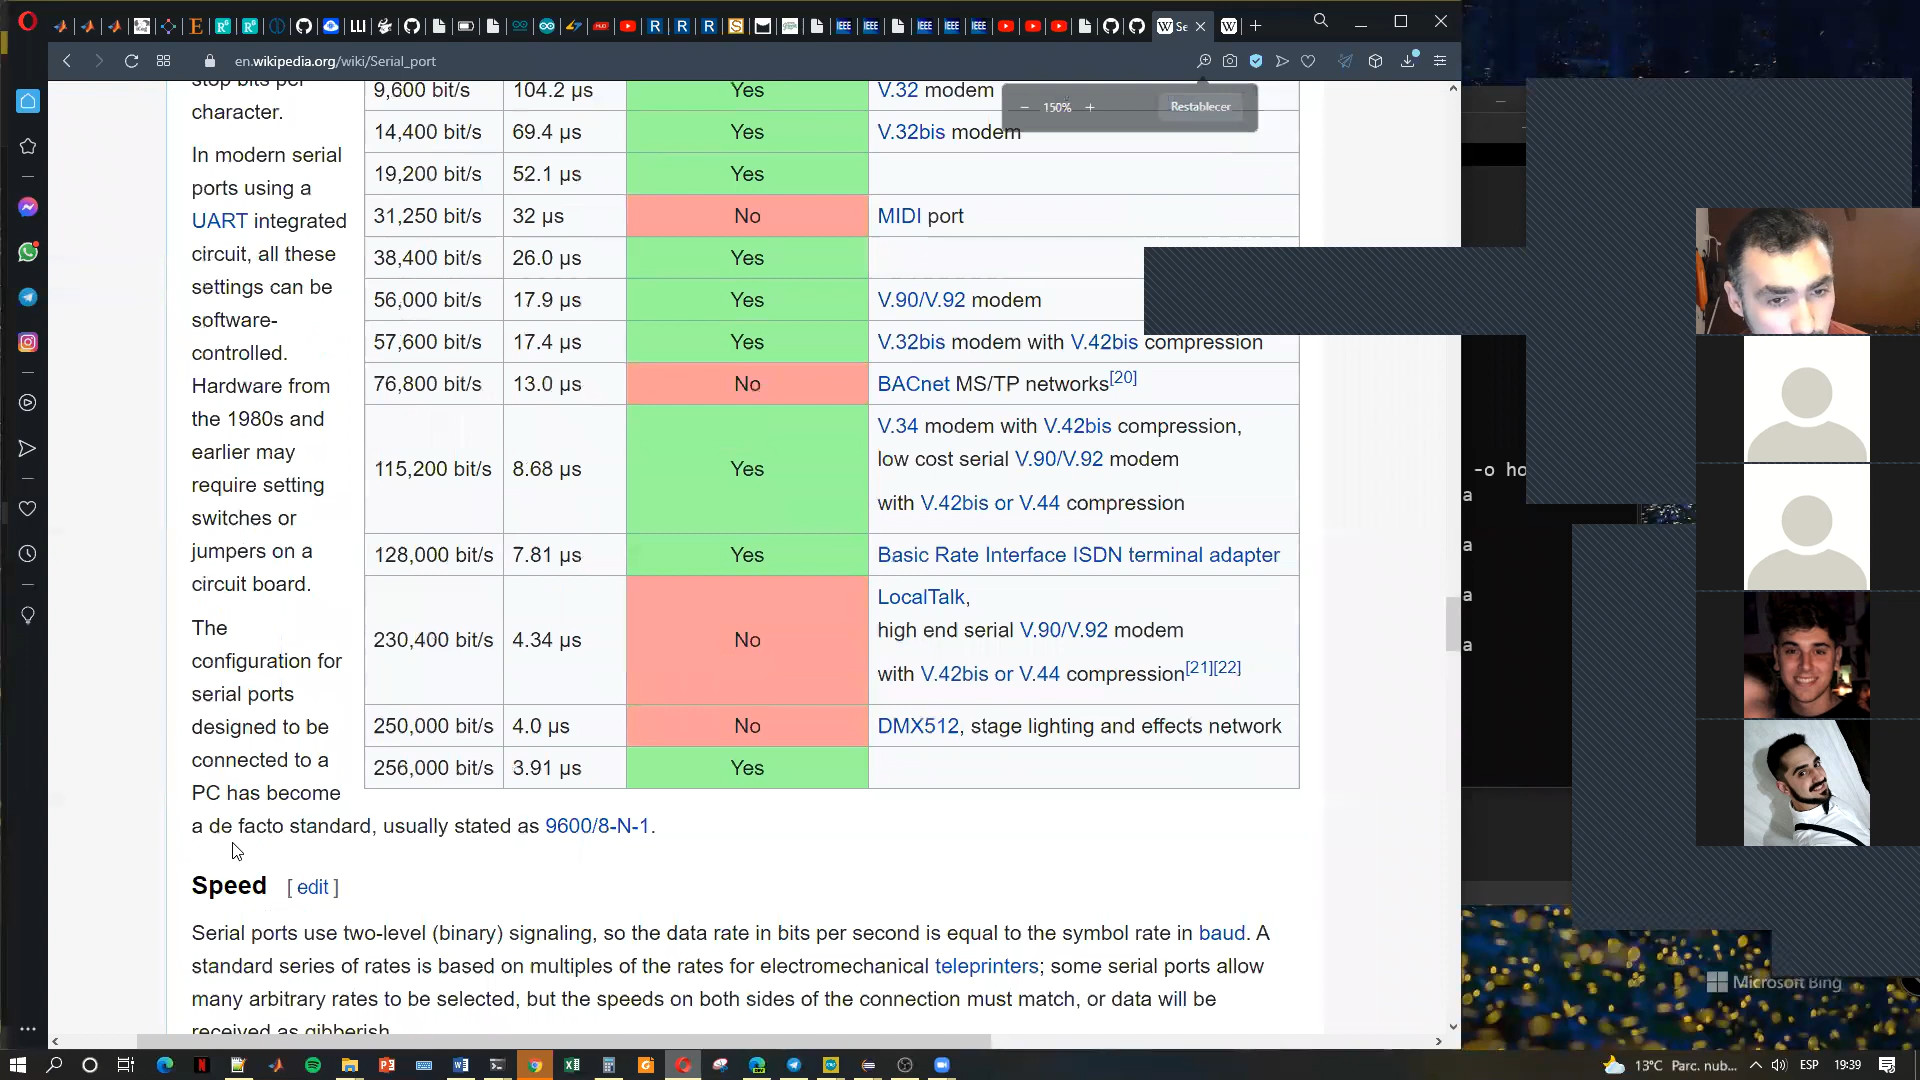 LLI
HUD
R
R
R
S
IEEE
IEEE
IEEE
IEEE
IEEE
W Se
W
en.wikipedia.org/wiki/Serial_port
150%
Restablecer
stop bits per
character.
In modern serial
ports using a
UART integrated
circuit, all these
settings can be
software-
controlled.
Hardware from
the 1980s and
earlier may
require setting
switches or
jumpers on a
circuit board.
The
configuration for
serial ports
designed to be
connected to a
PC has become
a de facto standard, usually stated as 9600/8-N-1.
9,600 bit/s 104.2 µs Yes V.32 modem
14,400 bit/s 69.4 µs Yes V.32bis modem
19,200 bit/s 52.1 µs Yes
31,250 bit/s 32 µs No MIDI port
38,400 bit/s 26.0 µs Yes
56,000 bit/s 17.9 µs Yes V.90/V.92 modem
57,600 bit/s 17.4 µs Yes V.32bis modem with V.42bis compression
76,800 bit/s 13.0 µs No BACnet MS/TP networks[20]
115,200 bit/s 8.68 µs Yes V.34 modem with V.42bis compression,
low cost serial V.90/V.92 modem
with V.42bis or V.44 compression
128,000 bit/s 7.81 µs Yes Basic Rate Interface ISDN terminal adapter
230,400 bit/s 4.34 µs No LocalTalk,
high end serial V.90/V.92 modem
with V.42bis or V.44 compression[21][22]
250,000 bit/s 4.0 µs No DMX512, stage lighting and effects network
256,000 bit/s 3.91 µs Yes
Speed [ edit ]
Serial ports use two-level (binary) signaling, so the data rate in bits per second is equal to the symbol rate in baud. A
standard series of rates is based on multiples of the rates for electromechanical teleprinters; some serial ports allow
many arbitrary rates to be selected, but the speeds on both sides of the connection must match, or data will be
received as gibberish.
-o ho
a
a
a
a
Microsoft Bing
13°C Parc. nub...
ESP
19:39